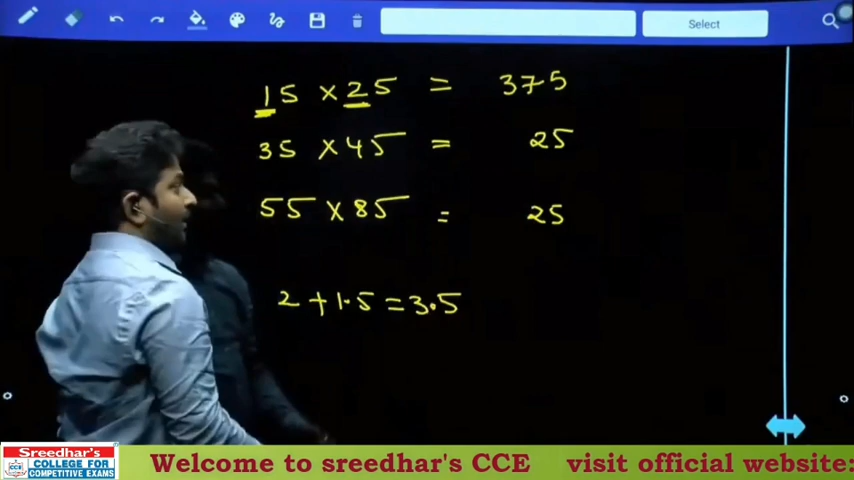 Select
15 × 25 = 375
35 × 45 = 25
55 × 85 = 25
2 + 1.5 = 3.5
Sreedhar's
CCE
COLLEGE FOR
COMPETITIVE EXAMS
Welcome to sreedhar's CCE visit official website: